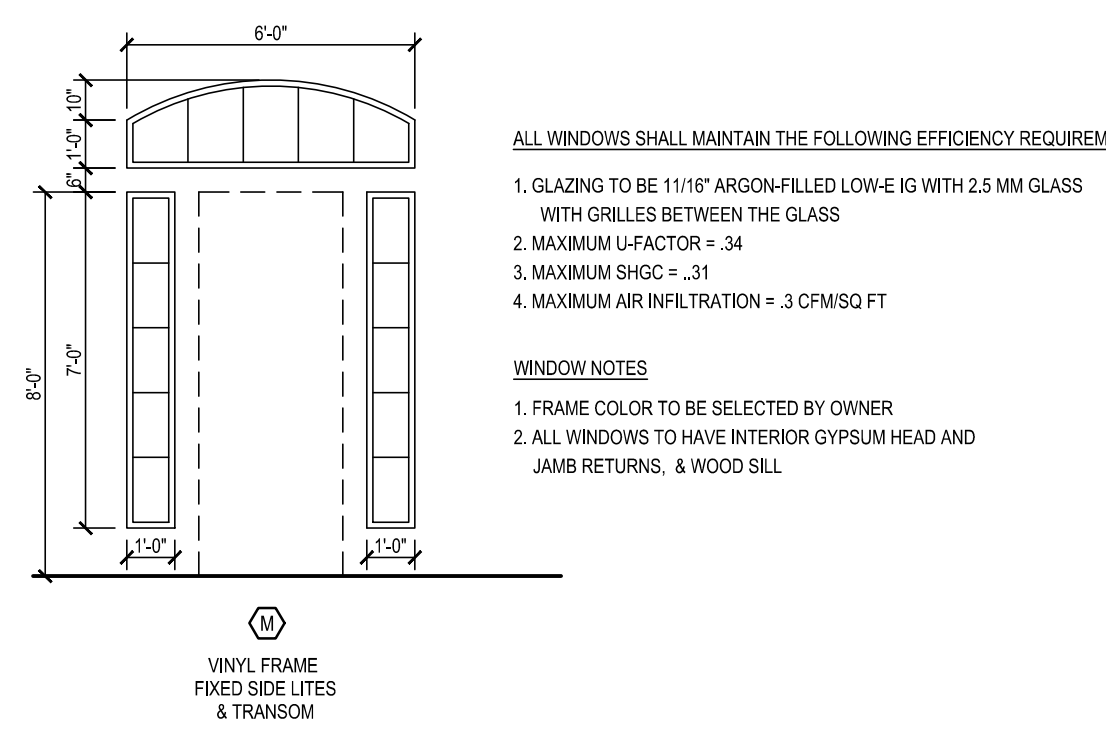 6'-0"
10"
1'-0"
6"
7'-0"
8'-0"
1'-0"
1'-0"
M
VINYL FRAME
FIXED SIDE LITES
& TRANSOM
ALL WINDOWS SHALL MAINTAIN THE FOLLOWING EFFICIENCY REQUIREM
1. GLAZING TO BE 11/16" ARGON-FILLED LOW-E IG WITH 2.5 MM GLASS
WITH GRILLES BETWEEN THE GLASS
2. MAXIMUM U-FACTOR = .34
3. MAXIMUM SHGC = ..31
4. MAXIMUM AIR INFILTRATION = .3 CFM/SQ FT
WINDOW NOTES
1. FRAME COLOR TO BE SELECTED BY OWNER
2. ALL WINDOWS TO HAVE INTERIOR GYPSUM HEAD AND
JAMB RETURNS, & WOOD SILL